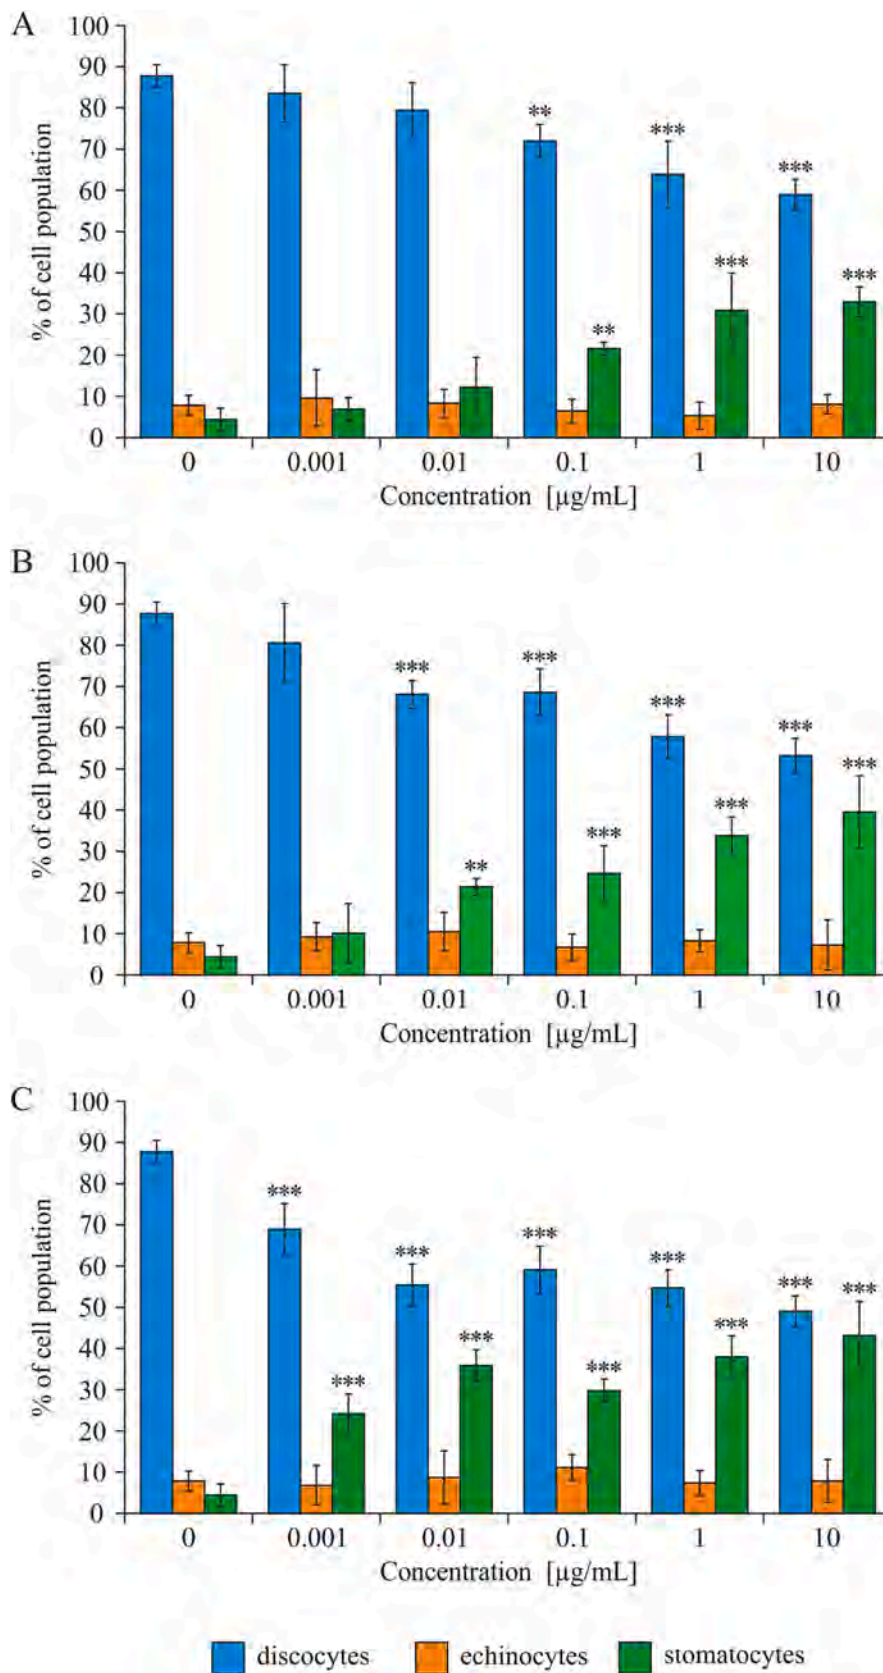 A
100
90
80
70
60
50
40
30
20
10
0
% of cell population
** *** ***
** *** ***
0 0.001 0.01 0.1 1 10
Concentration [µg/mL]
B
100
90
80
70
60
50
40
30
20
10
0
% of cell population
*** *** *** ***
** *** *** ***
0 0.001 0.01 0.1 1 10
Concentration [µg/mL]
C
100
90
80
70
60
50
40
30
20
10
0
% of cell population
*** *** *** *** ***
*** *** *** *** ***
0 0.001 0.01 0.1 1 10
Concentration [µg/mL]
discocytes echinocytes stomatocytes